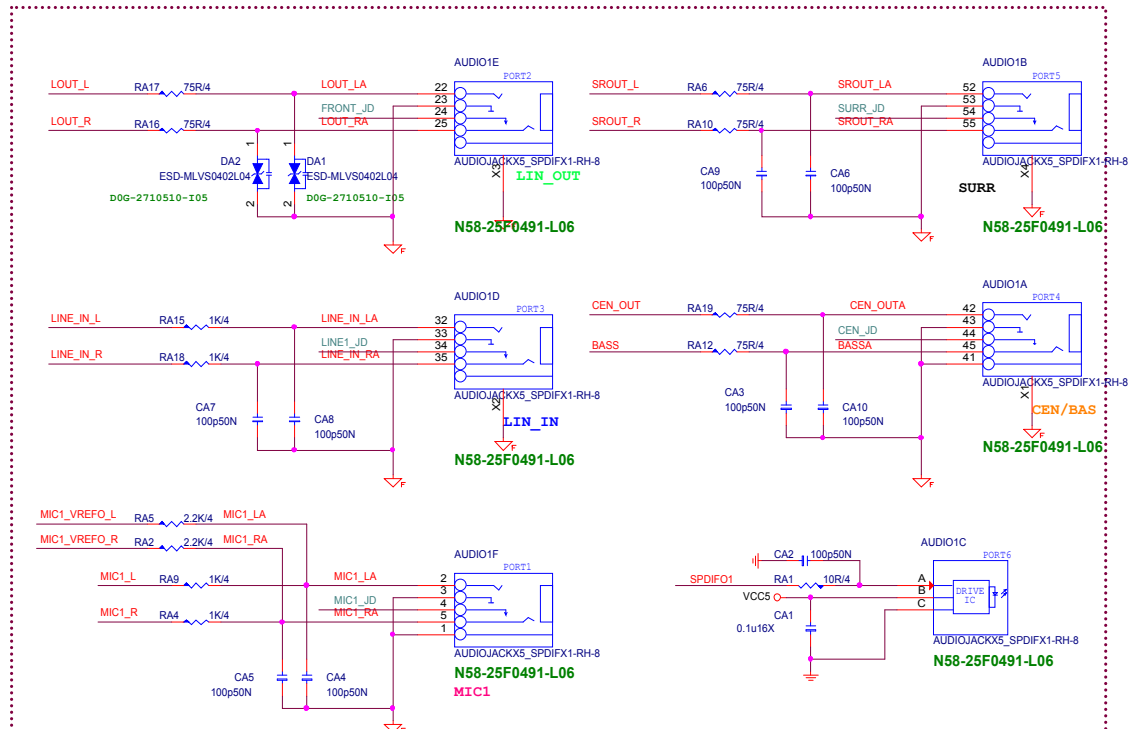 AUDIO1E
PORT2
LOUT_L
RA17
75R/4
LOUT_LA
22
23
FRONT_JD
24
LOUT_R
RA16
75R/4
LOUT_RA
25
1
1
DA2
ESD-MLVS0402L04
DA1
ESD-MLVS0402L04
D0G-2710510-I05
D0G-2710510-I05
2
2
AUDIOJACKX5_SPDIFX1-RH-8
X3
LIN_OUT
F
F
N58-25F0491-L06
AUDIO1B
PORT5
SROUT_L
RA6
75R/4
SROUT_LA
52
53
SURR_JD
54
SROUT_R
RA10
75R/4
SROUT_RA
55
CA9
100p50N
CA6
100p50N
AUDIOJACKX5_SPDIFX1-RH-8
X4
SURR
F
F
N58-25F0491-L06
AUDIO1D
PORT3
LINE_IN_L
RA15
1K/4
LINE_IN_LA
32
33
LINE1_JD
34
LINE_IN_R
RA18
1K/4
LINE_IN_RA
35
CA7
100p50N
CA8
100p50N
AUDIOJACKX5_SPDIFX1-RH-8
X2
LIN_IN
F
F
N58-25F0491-L06
AUDIO1A
PORT4
CEN_OUT
RA19
75R/4
CEN_OUTA
42
43
CEN_JD
44
BASS
RA12
75R/4
BASSA
45
41
CA3
100p50N
CA10
100p50N
AUDIOJACKX5_SPDIFX1-RH-8
X1
CEN/BAS
F
F
N58-25F0491-L06
MIC1_VREFO_L
RA5
2.2K/4
MIC1_LA
MIC1_VREFO_R
RA2
2.2K/4
MIC1_RA
AUDIO1F
PORT1
MIC1_L
RA9
1K/4
MIC1_LA
2
3
MIC1_JD
4
MIC1_R
RA4
1K/4
MIC1_RA
5
1
CA5
100p50N
CA4
100p50N
AUDIOJACKX5_SPDIFX1-RH-8
N58-25F0491-L06
MIC1
F
AUDIO1C
PORT6
CA2
100p50N
SPDIFO1
RA1
10R/4
A
VCC5
B
C
DRIVE
IC
CA1
0.1u16X
AUDIOJACKX5_SPDIFX1-RH-8
N58-25F0491-L06